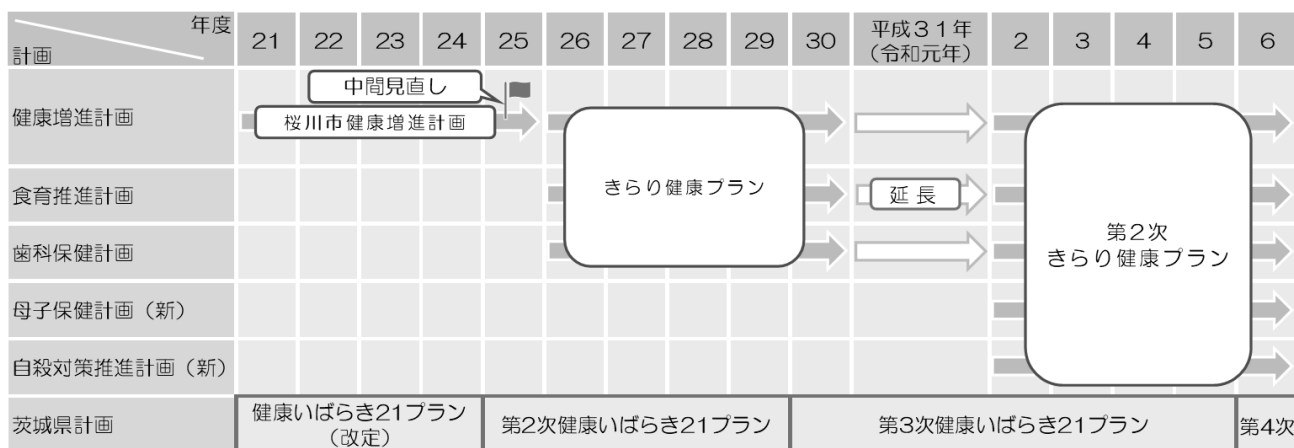 年度
計画
21 22 23 24 25 26 27 28 29 30 平成31年 2 3 4 5 6
(令和元年)
中間見直し
健康増進計画
桜川市健康増進計画
きらり健康プラン
食育推進計画
延長
歯科保健計画
第2次
きらり健康プラン
母子保健計画(新)
自殺対策推進計画(新)
茨城県計画
健康いばらき21プラン
(改定)
第2次健康いばらき21プラン
第3次健康いばらき21プラン
第4次